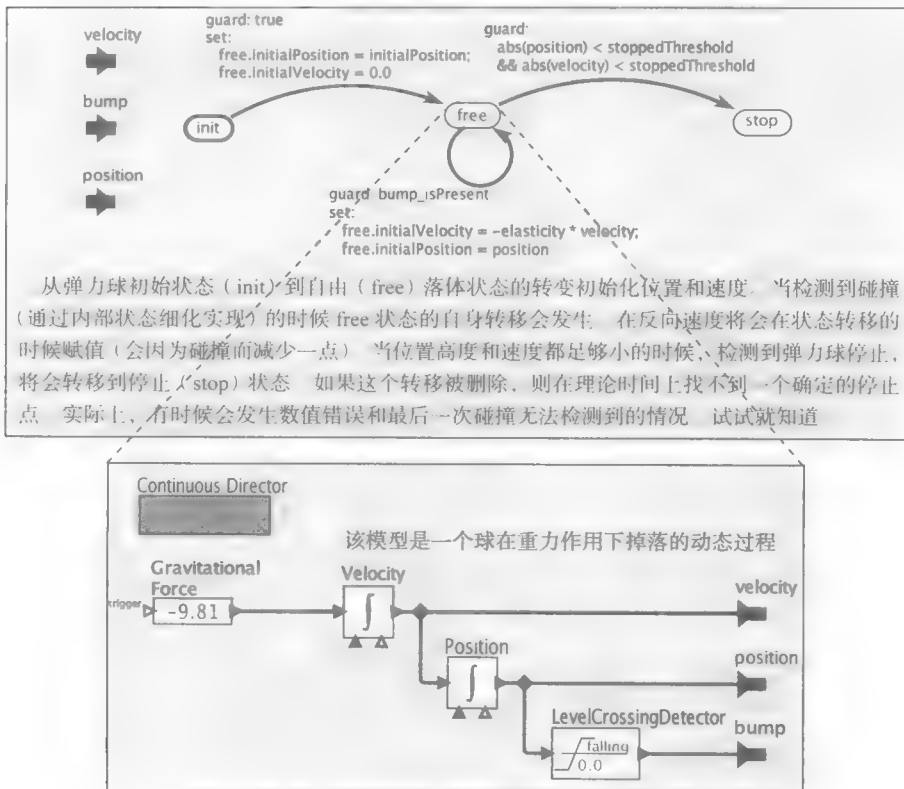 guard: true
set:
free.initialPosition = initialPosition;
free.initialVelocity = 0.0
guard:
abs(position) < stoppedThreshold
&& abs(velocity) < stoppedThreshold
velocity
bump
position
init
free
stop
guard bump_isPresent
set:
free.initialVelocity = -elasticity * velocity;
free.initialPosition = position
从弹力球初始状态(init)到自由(free)落体状态的转变初始化位置和速度 当检测到碰撞
(通过内部状态细化实现)的时候 free 状态的自身转移会发生 在反向速度将会在状态转移的
时候赋值(会因为碰撞而减少一点) 当位置高度和速度都足够小的时候, 检测到弹力球停止,
将会转移到停止(stop)状态 如果这个转移被删除, 则在理论时间上找不到一个确定的停止
点 实际上, 有时候会发生数值错误和最后一次碰撞无法检测到的情况 试试就知道
Continuous Director
该模型是一个球在重力作用下掉落的动态过程
Gravitational
Force
trigger
-9.81
Velocity
∫
velocity
Position
∫
position
LevelCrossingDetector
falling
0.0
bump